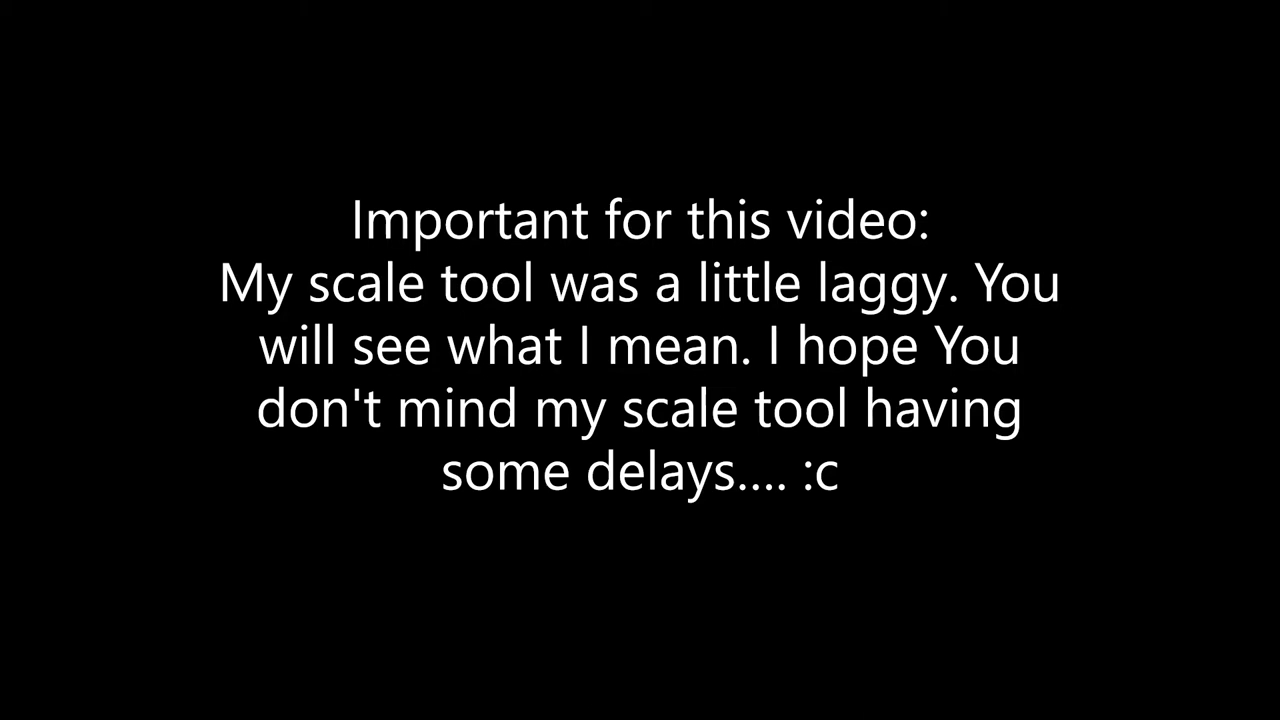 Important for this video:
My scale tool was a little laggy. You
will see what I mean. I hope You
don't mind my scale tool having
some delays.... :c